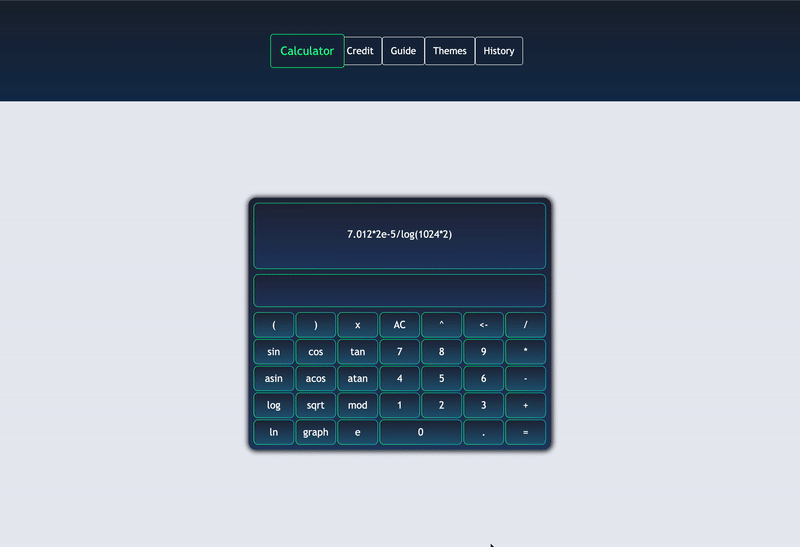 Calculator Credit Guide Themes History
7.012*2e-5/log(1024*2)
( ) x AC ^ <- /
sin cos tan 7 8 9 *
asin acos atan 4 5 6 -
log sqrt mod 1 2 3 +
ln graph e 0 . =